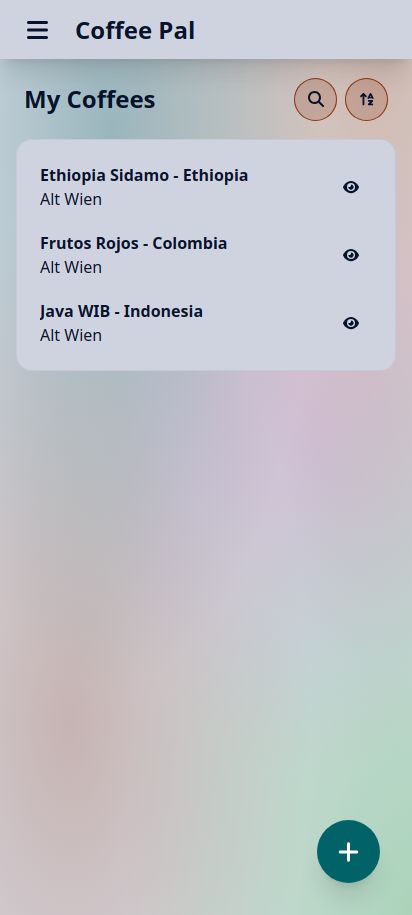 Coffee Pal
My Coffees
Ethiopia Sidamo - Ethiopia
Alt Wien
Frutos Rojos - Colombia
Alt Wien
Java WIB - Indonesia
Alt Wien